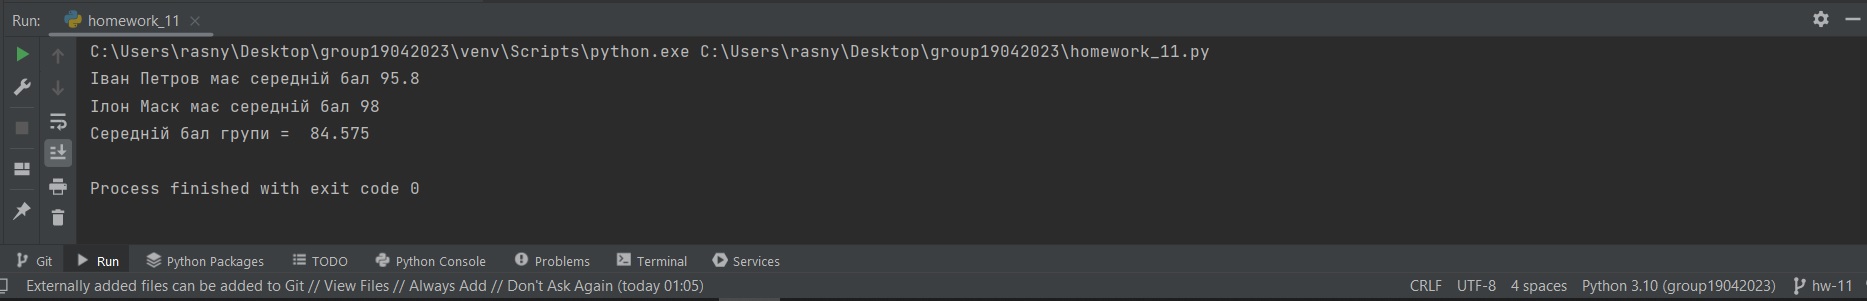 Run: homework_11
C:\Users\rasny\Desktop\group19042023\venv\Scripts\python.exe C:\Users\rasny\Desktop\group19042023\homework_11.py
Іван Петров має середній бал 95.8
Ілон Маск має середній бал 98
Середній бал групи =  84.575
Process finished with exit code 0
Git Run Python Packages TODO Python Console Problems Terminal Services
Externally added files can be added to Git // View Files // Always Add // Don't Ask Again (today 01:05) CRLF UTF-8 4 spaces Python 3.10 (group19042023) hw-11